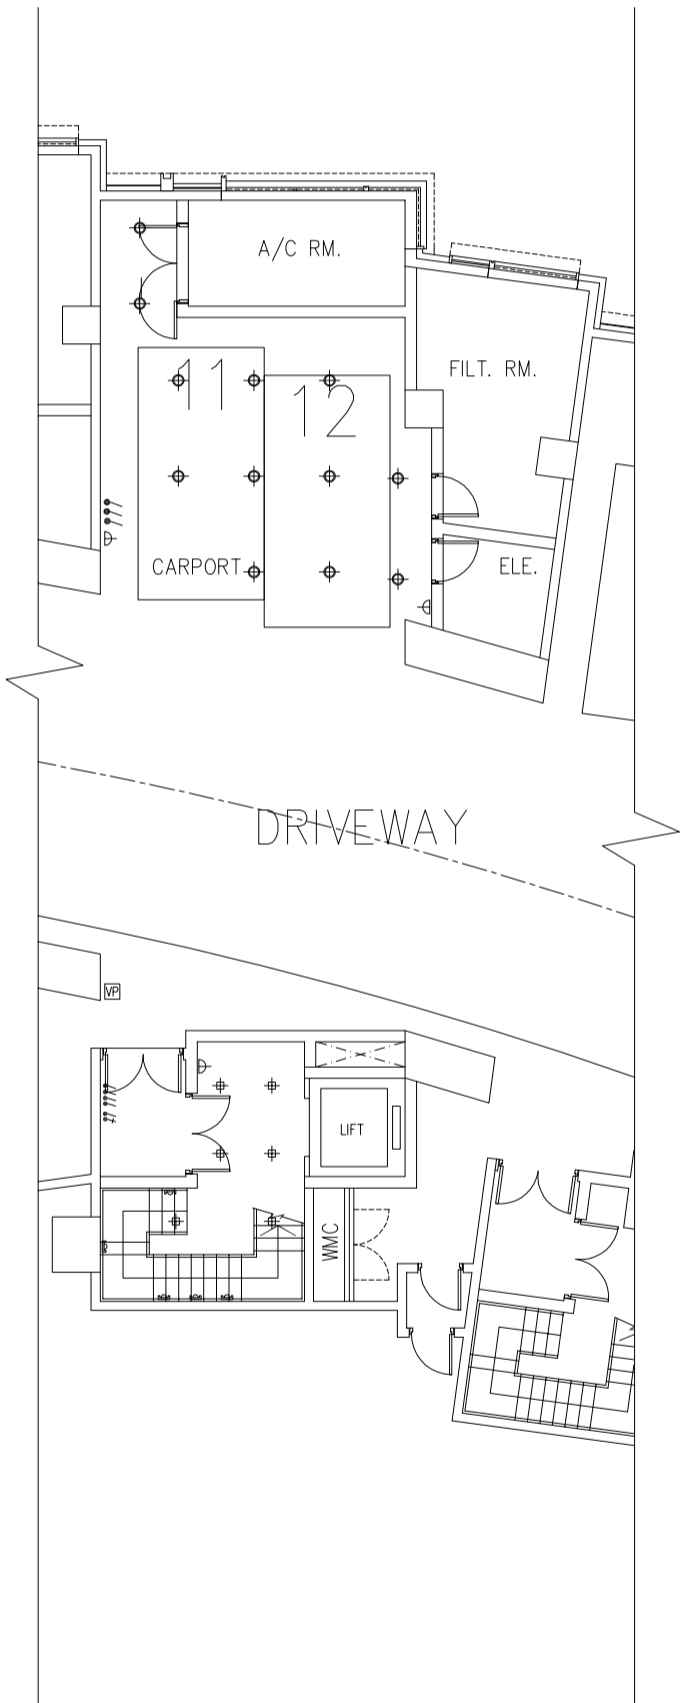 A/C RM.
FILT. RM.
11
12
CARPORT
ELE.
DRIVEWAY
VP
LIFT
WMC